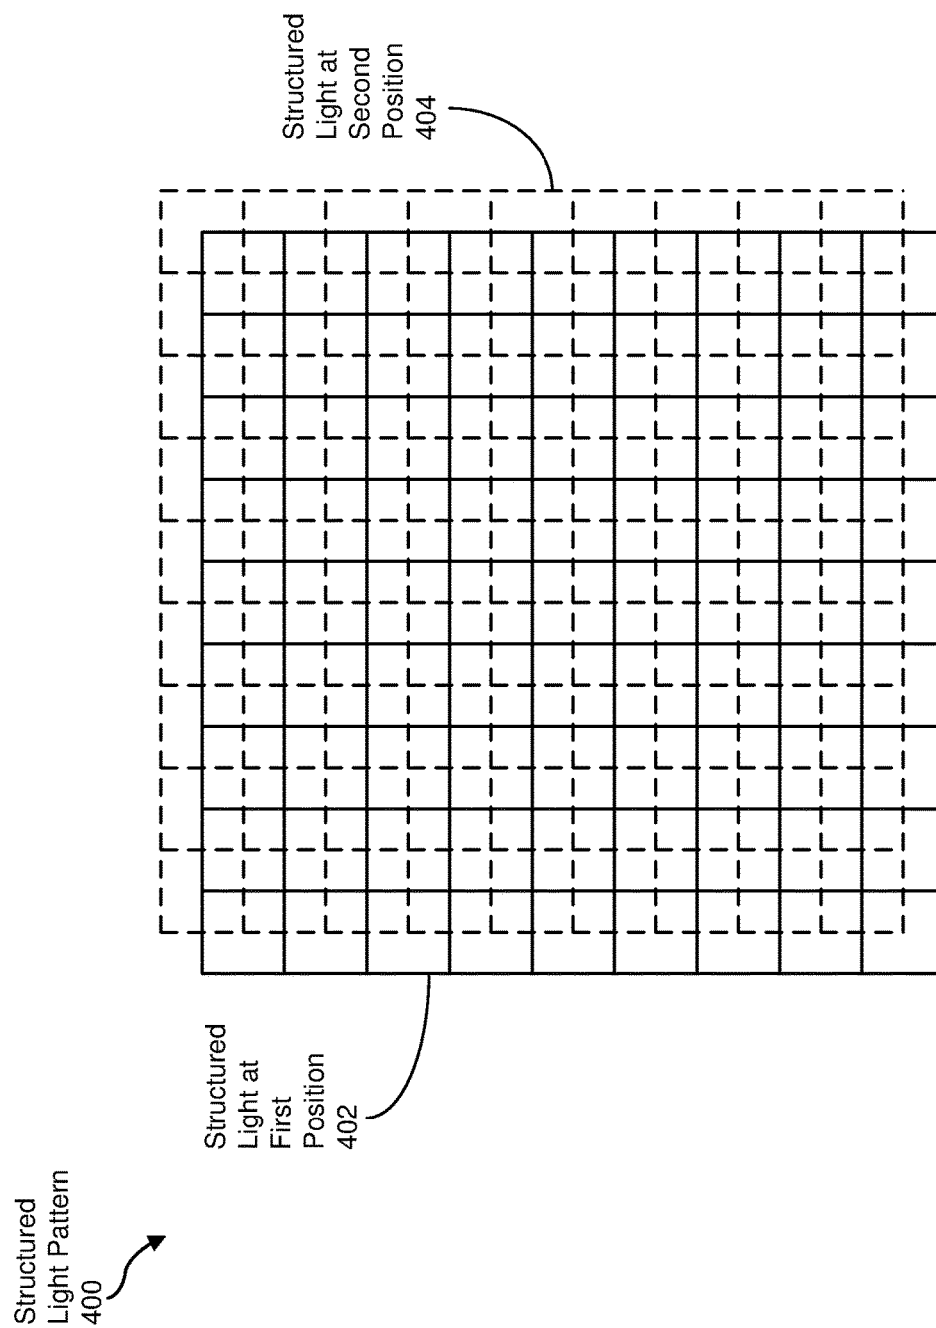 Structured
Light Pattern
400
Structured
Light at
First
Position
402
Structured
Light at
Second
Position
404